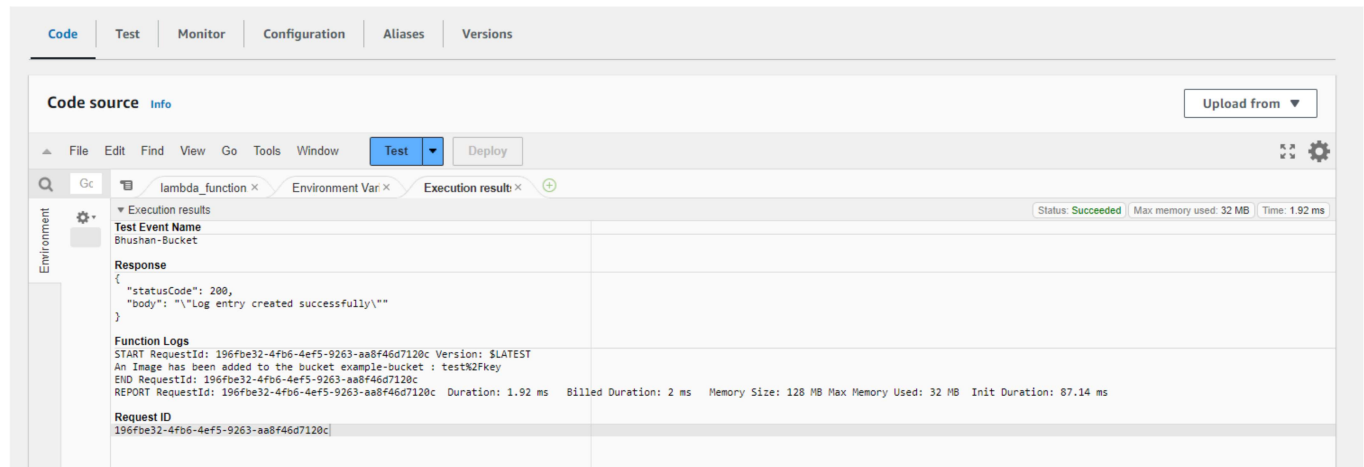 Code Test Monitor Configuration Aliases Versions
Code source Info
Upload from
File Edit Find View Go Tools Window Test Deploy
Gc lambda_function × Environment Var × Execution results ×
Environment
Execution results Status: Succeeded Max memory used: 32 MB Time: 1.92 ms
Test Event Name
Bhushan-Bucket
Response
{
"statusCode": 200,
"body": "\"Log entry created successfully\""
}
Function Logs
START RequestId: 196fbe32-4fb6-4ef5-9263-aa8f46d7120c Version: $LATEST
An Image has been added to the bucket example-bucket : test%2Fkey
END RequestId: 196fbe32-4fb6-4ef5-9263-aa8f46d7120c
REPORT RequestId: 196fbe32-4fb6-4ef5-9263-aa8f46d7120c Duration: 1.92 ms Billed Duration: 2 ms Memory Size: 128 MB Max Memory Used: 32 MB Init Duration: 87.14 ms
Request ID
196fbe32-4fb6-4ef5-9263-aa8f46d7120c